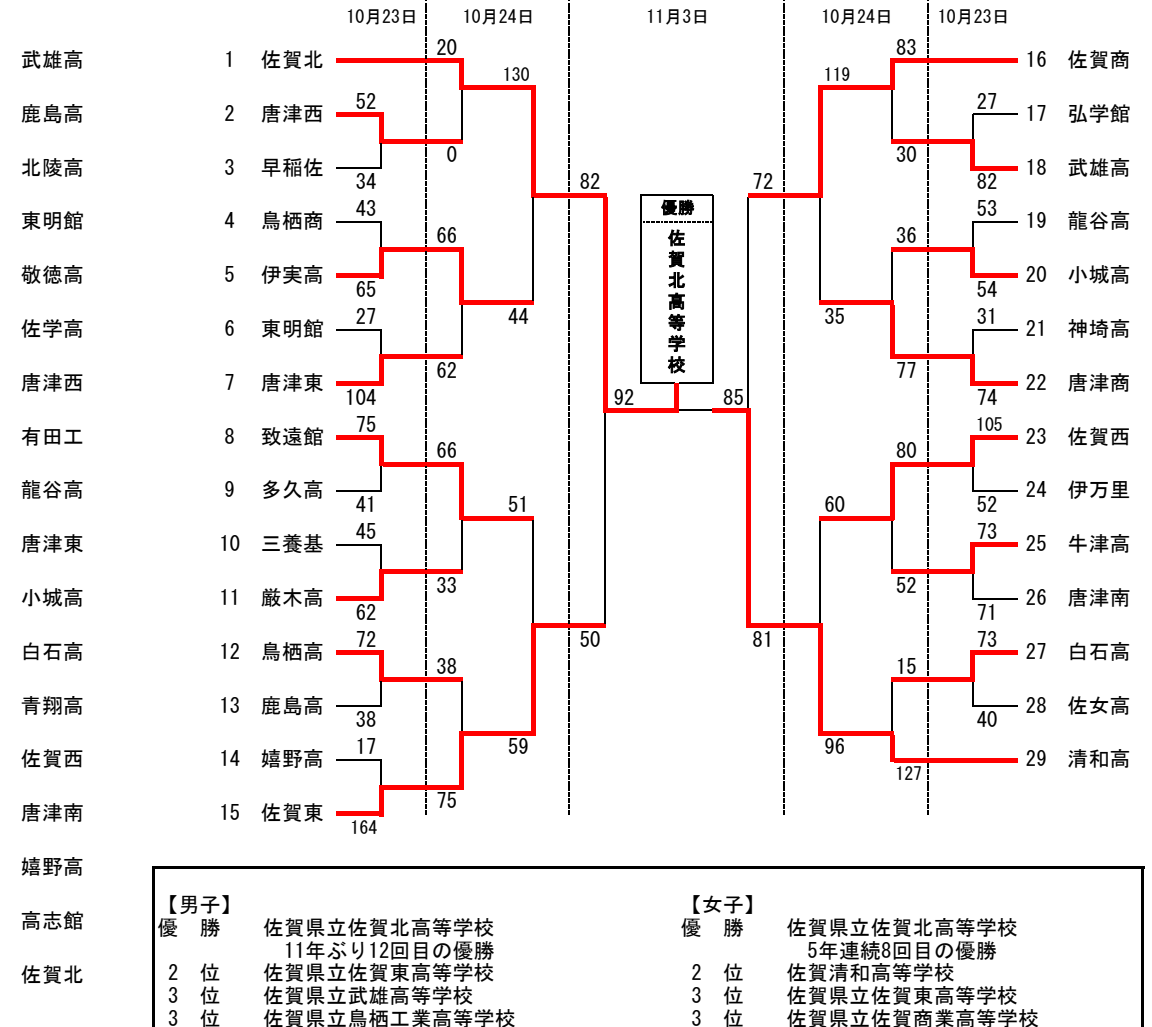 10月23日 10月24日 11月3日 10月24日 10月23日
武雄高 1 佐賀北 20 130 119 83 16 佐賀商
鹿島高 2 唐津西 52 0 30 27 17 弘学館
北陵高 3 早稲佐 34 82 72 82 18 武雄高
優勝
佐賀北高等学校
東明館 4 鳥栖商 43 66 36 53 19 龍谷高
敬徳高 5 伊実高 65 54 20 小城高
佐学高 6 東明館 27 44 35 31 21 神埼高
唐津西 7 唐津東 104 62 92 85 77 74 22 唐津商
有田工 8 致遠館 75 66 80 105 23 佐賀西
龍谷高 9 多久高 41 51 60 52 24 伊万里
唐津東 10 三養基 45 33 52 73 25 牛津高
小城高 11 厳木高 62 50 81 71 26 唐津南
白石高 12 鳥栖高 72 38 15 73 27 白石高
青翔高 13 鹿島高 38 40 28 佐女高
佐賀西 14 嬉野高 17 59 96 127 29 清和高
唐津南 15 佐賀東 164 75
嬉野高
高志館
佐賀北
【男子】 【女子】
優 勝 佐賀県立佐賀北高等学校 優 勝 佐賀県立佐賀北高等学校
11年ぶり12回目の優勝 5年連続8回目の優勝
2 位 佐賀県立佐賀東高等学校 2 位 佐賀清和高等学校
3 位 佐賀県立武雄高等学校 3 位 佐賀県立佐賀東高等学校
3 位 佐賀県立鳥栖工業高等学校 3 位 佐賀県立佐賀商業高等学校